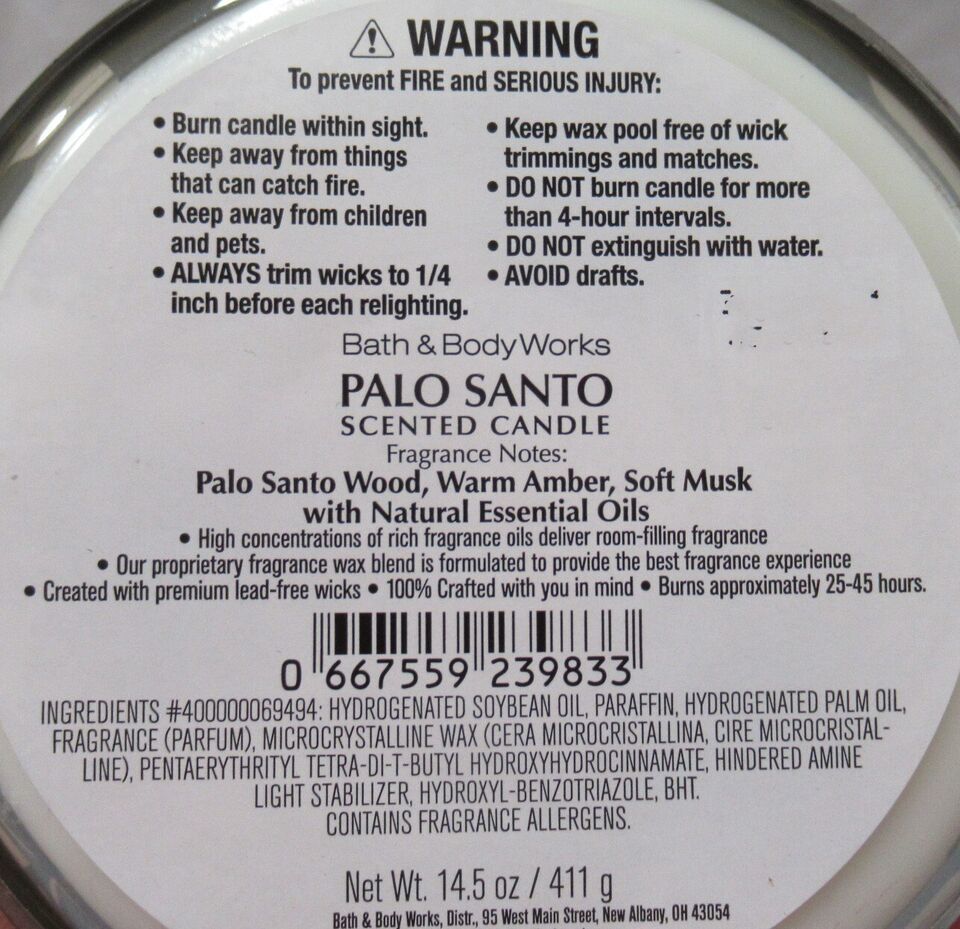 ⚠ WARNING
To prevent FIRE and SERIOUS INJURY:
• Burn candle within sight.
• Keep away from things
that can catch fire.
• Keep away from children
and pets.
• ALWAYS trim wicks to 1/4
inch before each relighting.
• Keep wax pool free of wick
trimmings and matches.
• DO NOT burn candle for more
than 4-hour intervals.
• DO NOT extinguish with water.
• AVOID drafts.
Bath & Body Works
PALO SANTO
SCENTED CANDLE
Fragrance Notes:
Palo Santo Wood, Warm Amber, Soft Musk
with Natural Essential Oils
• High concentrations of rich fragrance oils deliver room-filling fragrance
• Our proprietary fragrance wax blend is formulated to provide the best fragrance experience
• Created with premium lead-free wicks • 100% Crafted with you in mind • Burns approximately 25-45 hours.
0 667559 239833
INGREDIENTS #400000069494: HYDROGENATED SOYBEAN OIL, PARAFFIN, HYDROGENATED PALM OIL,
FRAGRANCE (PARFUM), MICROCRYSTALLINE WAX (CERA MICROCRISTALLINA, CIRE MICROCRISTAL-
LINE), PENTAERYTHRITYL TETRA-DI-T-BUTYL HYDROXYHYDROCINNAMATE, HINDERED AMINE
LIGHT STABILIZER, HYDROXYL-BENZOTRIAZOLE, BHT.
CONTAINS FRAGRANCE ALLERGENS.
Net Wt. 14.5 oz / 411 g
Bath & Body Works, Distr., 95 West Main Street, New Albany, OH 43054